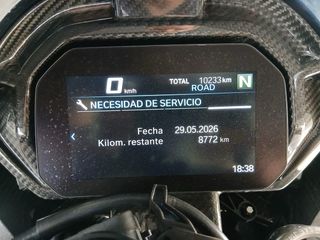 0 km/h TOTAL 10233 km N
ROAD
NECESIDAD DE SERVICIO
Fecha 29.05.2026
Kilom. restante 8772 km
18:38